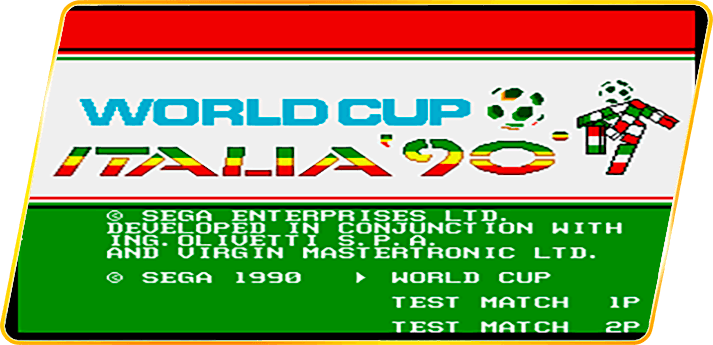 WORLD CUP
ITALIA '90
© SEGA ENTERPRISES LTD.
DEVELOPED IN CONJUNCTION WITH
ING.OLIVETTI S.P.A.
AND VIRGIN MASTERTRONIC LTD.
© SEGA 1990 ▶ WORLD CUP
TEST MATCH 1P
TEST MATCH 2P